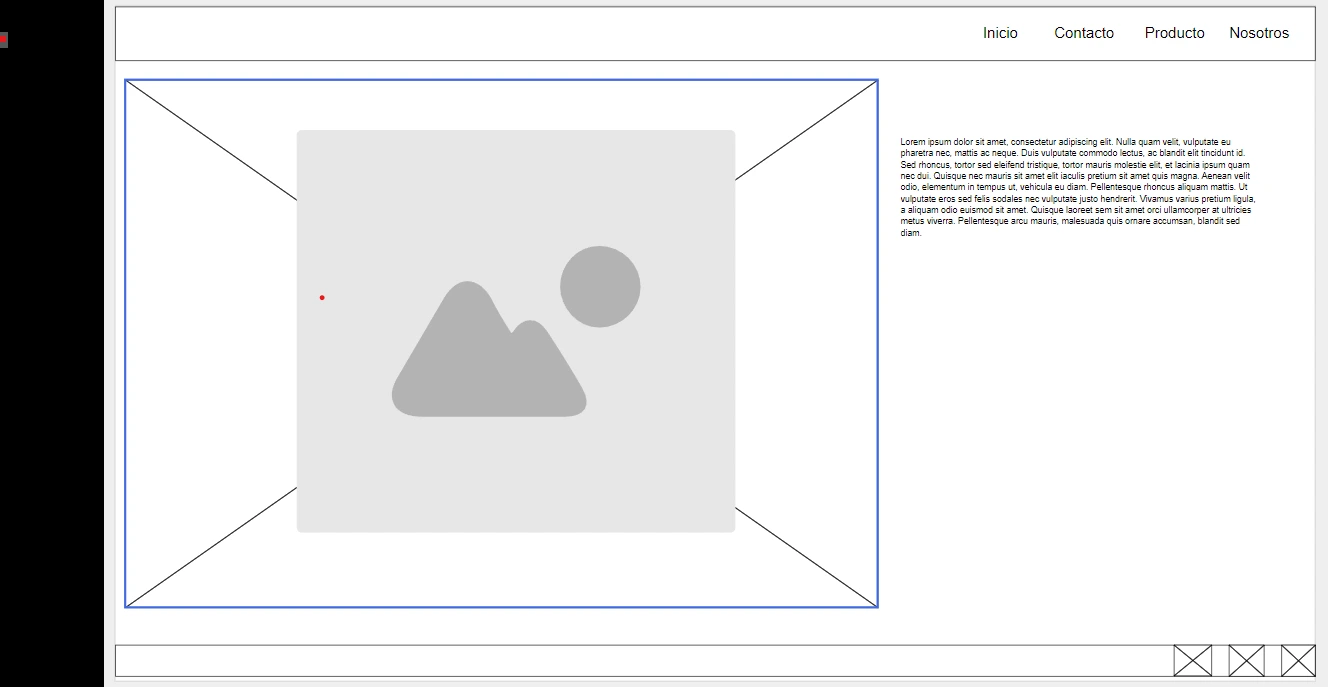 Inicio Contacto Producto Nosotros
Lorem ipsum dolor sit amet, consectetur adipiscing elit. Nulla quam velit, vulputate eu
pharetra nec, mattis ac neque. Duis vulputate commodo lectus, ac blandit elit tincidunt id.
Sed rhoncus, tortor sed eleifend tristique, tortor mauris molestie elit, et lacinia ipsum quam
nec dui. Quisque nec mauris sit amet elit iaculis pretium sit amet quis magna. Aenean velit
odio, elementum in tempus ut, vehicula eu diam. Pellentesque rhoncus aliquam mattis. Ut
vulputate eros sed felis sodales nec vulputate justo hendrerit. Vivamus varius pretium ligula,
a aliquam odio euismod sit amet. Quisque laoreet sem sit amet orci ullamcorper at ultricies
metus viverra. Pellentesque arcu mauris, malesuada quis ornare accumsan, blandit sed
diam.